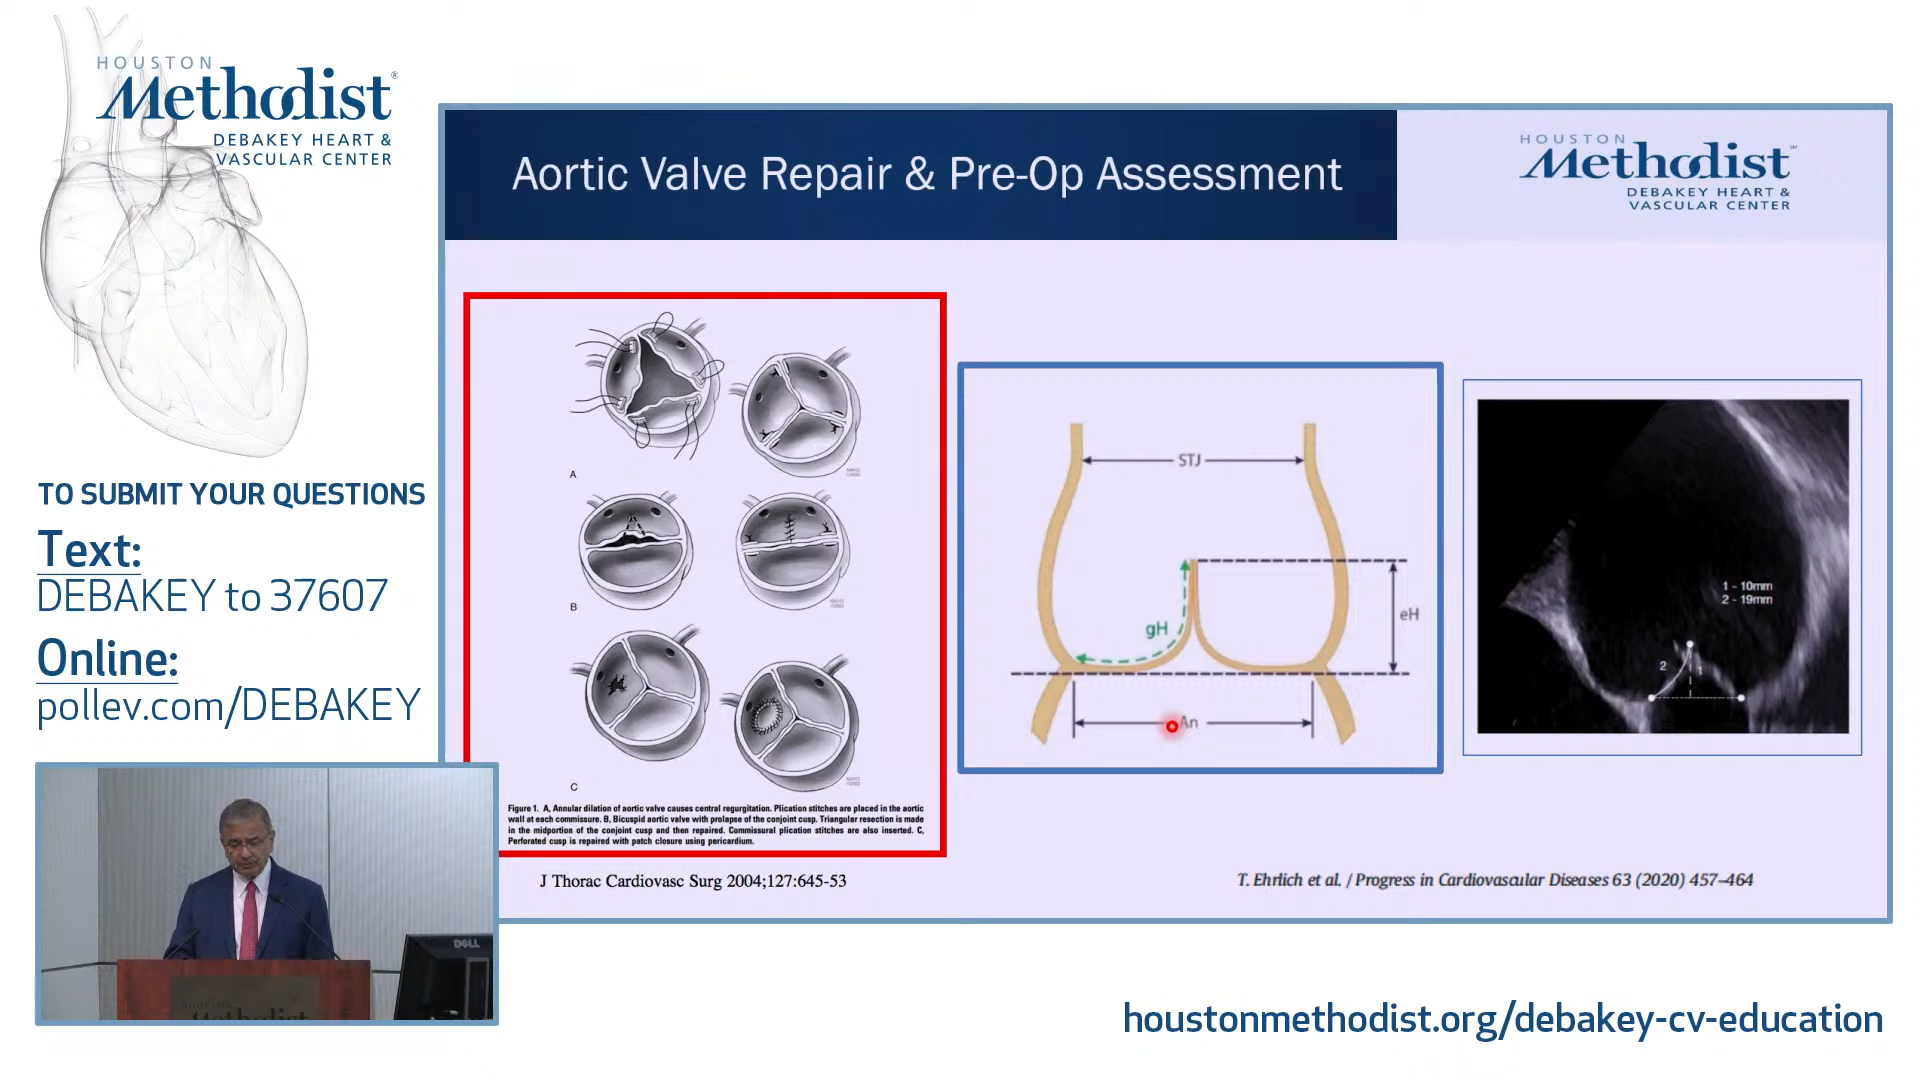 HOUSTON
Methodist®
DEBAKEY HEART &
VASCULAR CENTER
TO SUBMIT YOUR QUESTIONS
Text:
DEBAKEY to 37607
Online:
pollev.com/DEBAKEY
Aortic Valve Repair & Pre-Op Assessment
HOUSTON
Methodist
DEBAKEY HEART &
VASCULAR CENTER
A
B
C
Figure 1. A, Annular dilation of aortic valve causes central regurgitation. Plication stitches are placed in the aortic
wall at each commissure. B, Bicuspid aortic valve with prolapse of the conjoint cusp. Triangular resection is made
in the midportion of the conjoint cusp and then repaired. Commissural plication stitches are also inserted. C,
Perforated cusp is repaired with patch closure using pericardium.
J Thorac Cardiovasc Surg 2004;127:645-53
STJ
gH
eH
An
1 - 10mm
2 - 19mm
2
1
T. Ehrlich et al. / Progress in Cardiovascular Diseases 63 (2020) 457–464
DELL
Methodist
houstonmethodist.org/debakey-cv-education